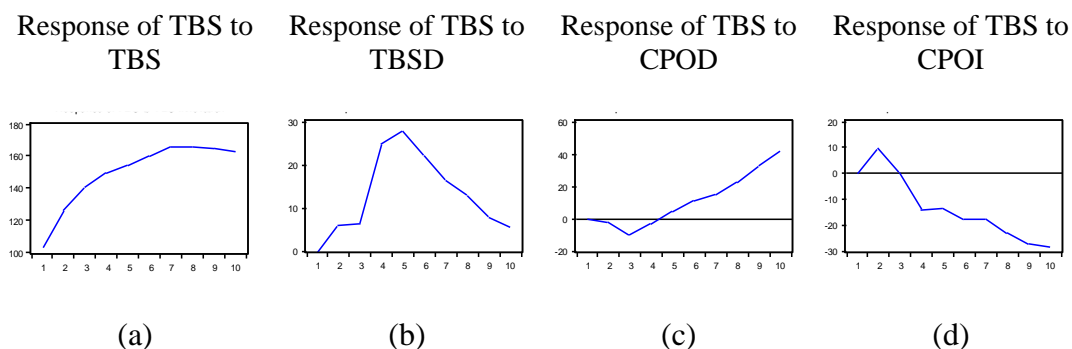 Response of TBS to
TBS
Response of TBS to
TBSD
Response of TBS to
CPOD
Response of TBS to
CPOI
180
160
140
120
100
1 2 3 4 5 6 7 8 9 10
30
20
10
0
1 2 3 4 5 6 7 8 9 10
60
40
20
0
-20
1 2 3 4 5 6 7 8 9 10
20
10
0
-10
-20
-30
1 2 3 4 5 6 7 8 9 10
(a)
(b)
(c)
(d)